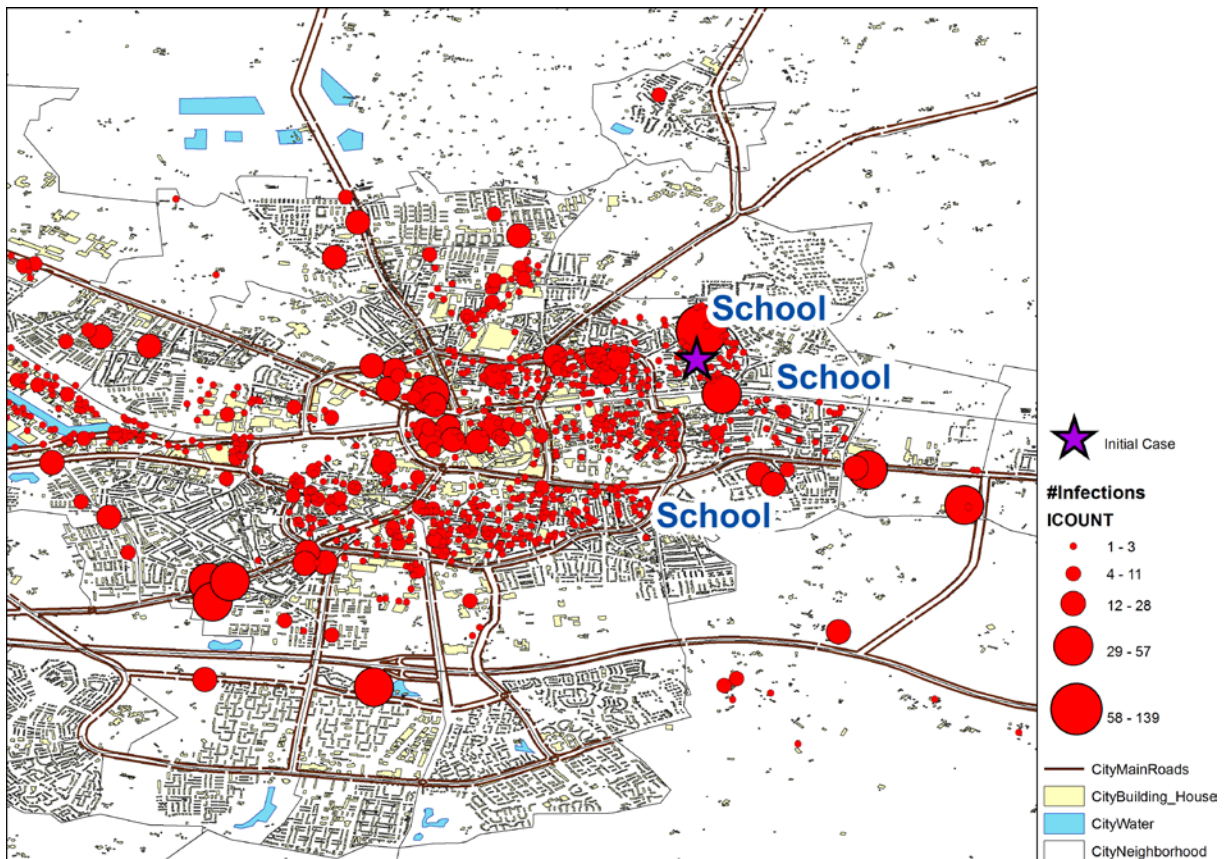 School
School
School
Initial Case
#Infections
ICOUNT
1 - 3
4 - 11
12 - 28
29 - 57
58 - 139
CityMainRoads
CityBuilding_House
CityWater
CityNeighborhood